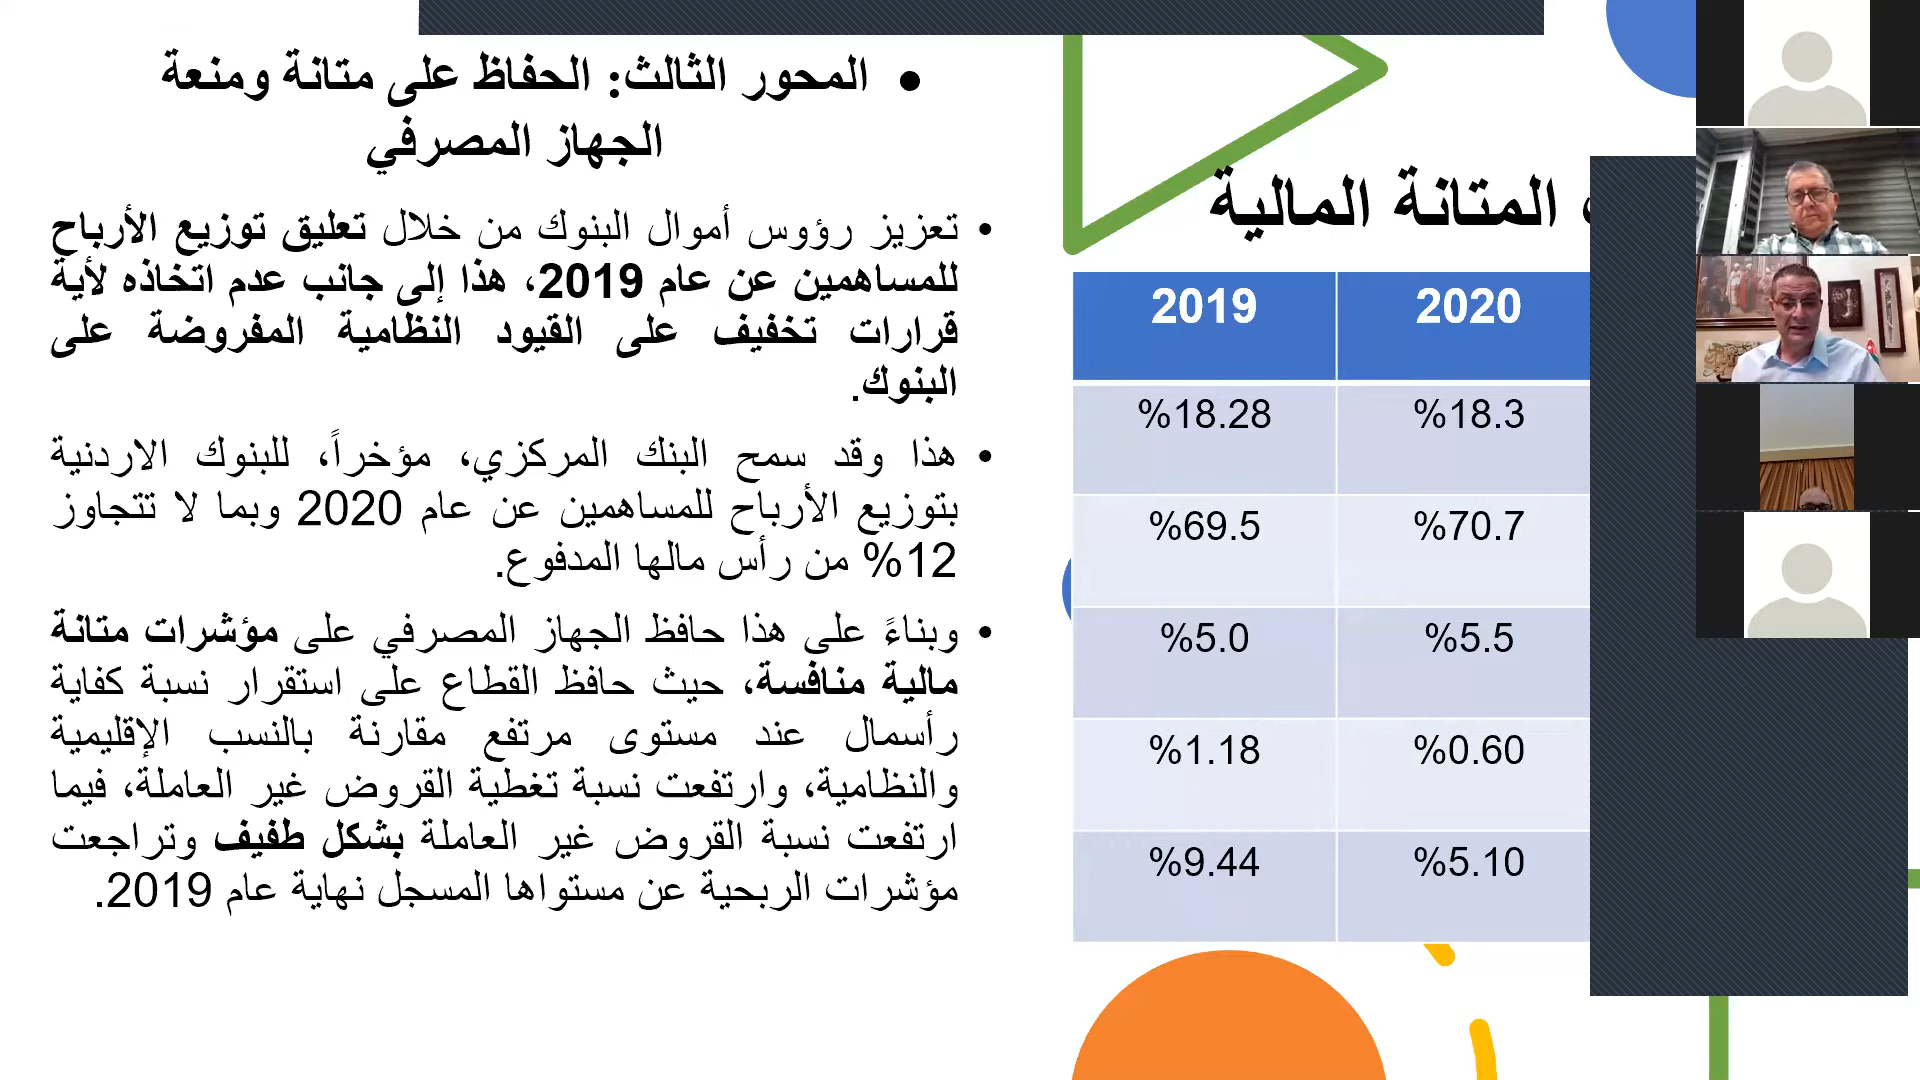 • المحور الثالث: الحفاظ على متانة ومنعة
الجهاز المصرفي
• تعزيز رؤوس أموال البنوك من خلال تعليق توزيع الأرباح
للمساهمين عن عام 2019، هذا إلى جانب عدم اتخاذه لأية
قرارات تخفيف على القيود النظامية المفروضة على
البنوك.
• هذا وقد سمح البنك المركزي، مؤخراً، للبنوك الاردنية
بتوزيع الأرباح للمساهمين عن عام 2020 وبما لا تتجاوز
12% من رأس مالها المدفوع.
• وبناءً على هذا حافظ الجهاز المصرفي على مؤشرات متانة
مالية منافسة، حيث حافظ القطاع على استقرار نسبة كفاية
رأسمال عند مستوى مرتفع مقارنة بالنسب الإقليمية
والنظامية، وارتفعت نسبة تغطية القروض غير العاملة، فيما
ارتفعت نسبة القروض غير العاملة بشكل طفيف وتراجعت
مؤشرات الربحية عن مستواها المسجل نهاية عام 2019.
المتانة المالية
2020 2019
%18.3 %18.28
%70.7 %69.5
%5.5 %5.0
%0.60 %1.18
%5.10 %9.44